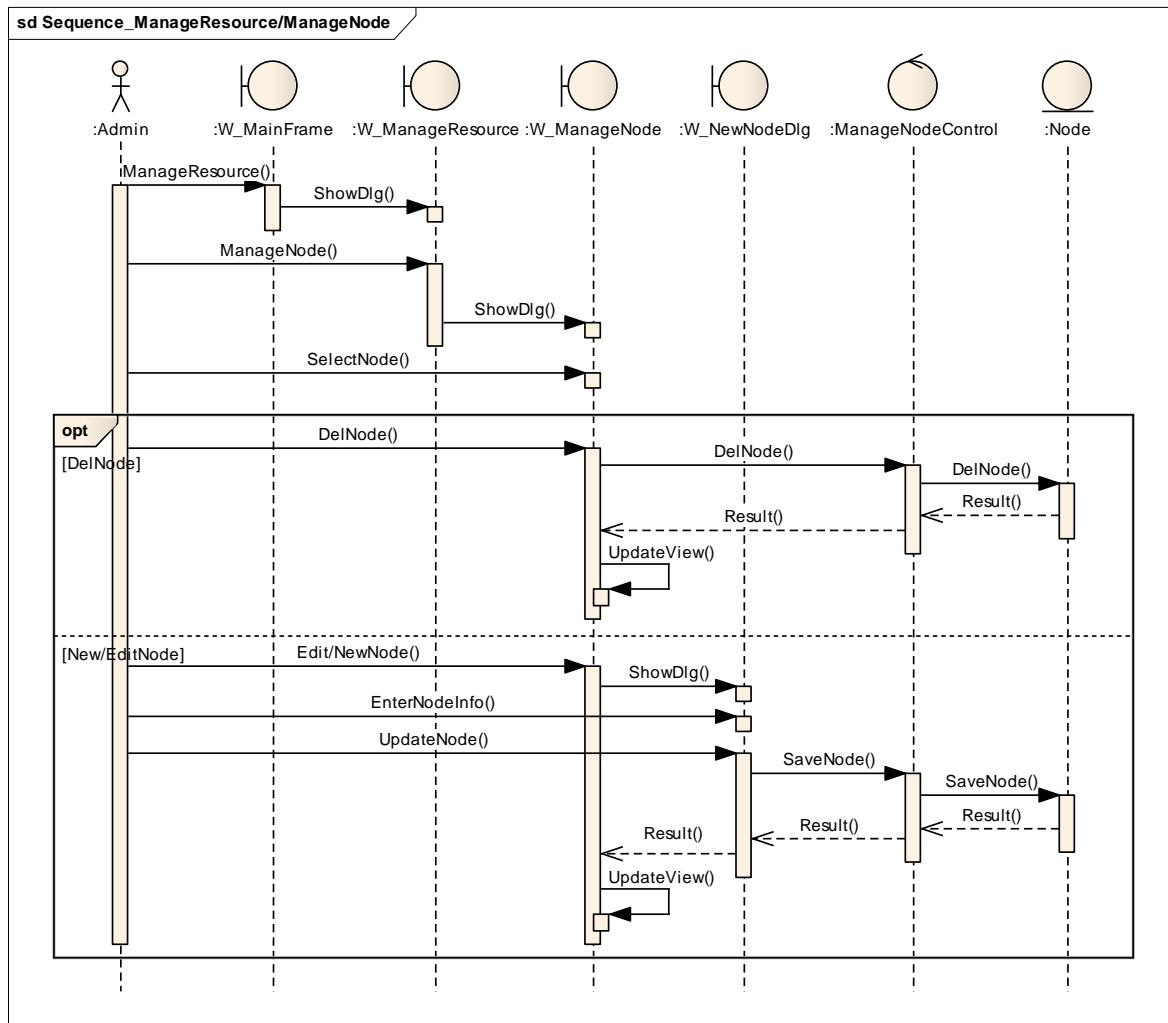 sd Sequence_ManageResource/ManageNode
:Admin :W_MainFrame :W_ManageResource :W_ManageNode :W_NewNodeDlg :ManageNodeControl :Node
ManageResource()
ShowDlg()
ManageNode()
ShowDlg()
SelectNode()
opt
DelNode()
[DelNode]
DelNode()
DelNode()
Result()
Result()
UpdateView()
[New/EditNode]
Edit/NewNode()
ShowDlg()
EnterNodeInfo()
UpdateNode()
SaveNode()
SaveNode()
Result()
Result()
Result()
UpdateView()